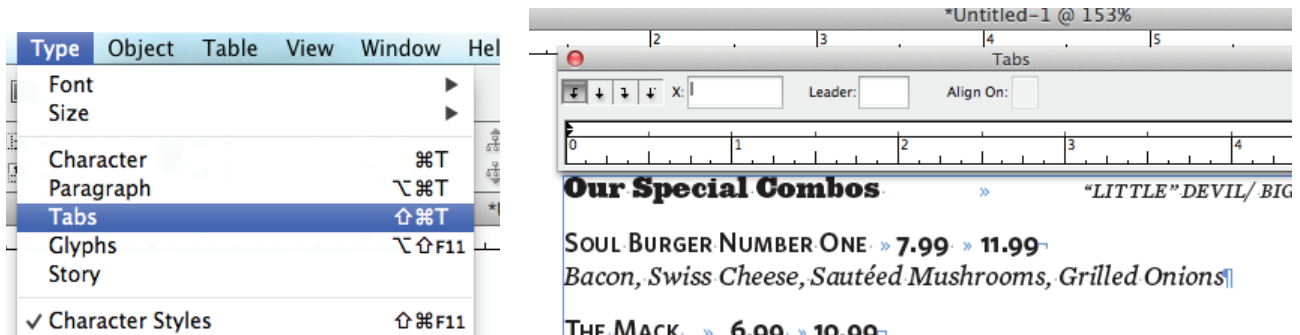 Type Object Table View Window Hel
Font
Size
Character ⌘T
Paragraph ⌥⌘T
Tabs ⇧⌘T
Glyphs ⌥⇧F11
Story
✓ Character Styles ⇧⌘F11
*Untitled-1 @ 153%
2 3 4 5
Tabs
X: Leader: Align On:
0 1 2 3 4
Our Special Combos » “LITTLE” DEVIL/ BIG
SOUL BURGER NUMBER ONE » 7.99 » 11.99¬
Bacon, Swiss Cheese, Sautéed Mushrooms, Grilled Onions¶
THE MACK » 6.99 » 10.99¬